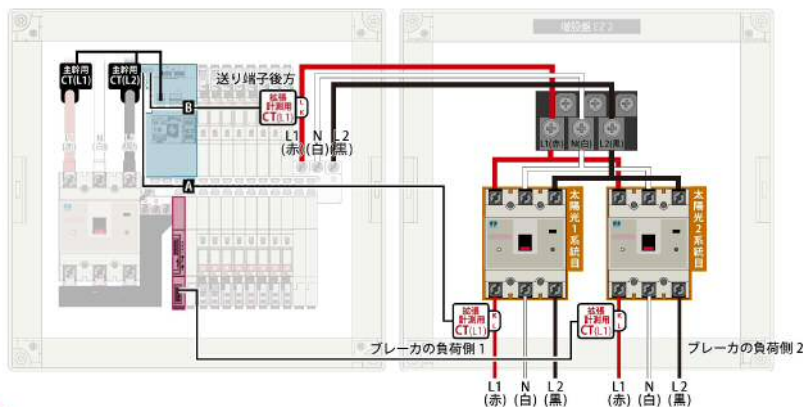 増設盤 EZ 2
主幹用
CT(L1)
主幹用
CT(L2)
送り端子後方
B
拡張
計測用
CT(L1)
K
L1 N L2
(赤)(白)(黒)
L1(赤)
N(白)
L2(黒)
A
太陽光1系統目
太陽光2系統目
拡張
計測用
CT(L1)
K
L
拡張
計測用
CT(L1)
K
L
ブレーカの負荷側 1
ブレーカの負荷側 2
L1 N L2
(赤) (白) (黒)
L1 N L2
(赤) (白) (黒)